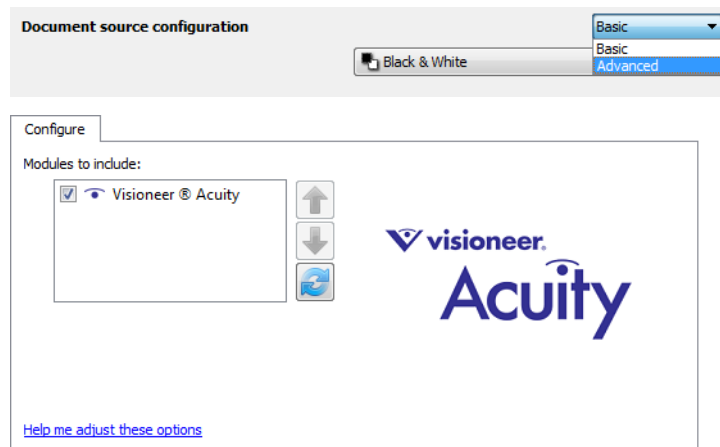 Document source configuration
Basic
Basic
Black & White
Advanced
Configure
Modules to include:
Visioneer ® Acuity
visioneer.
Acuity
Help me adjust these options